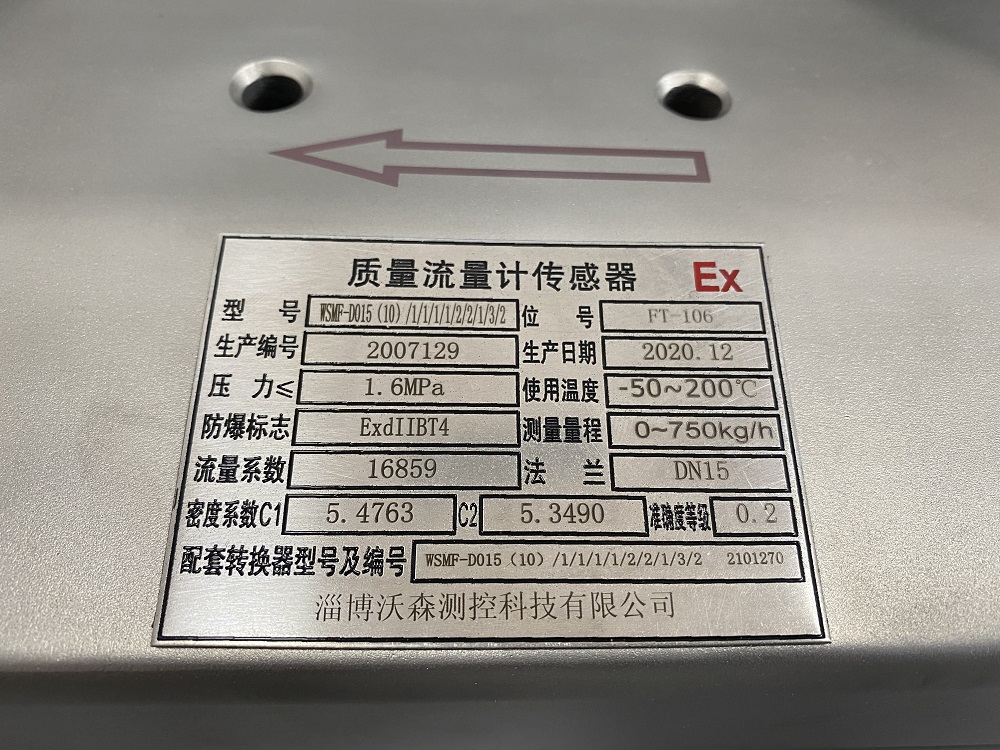 质量流量计传感器 Ex
型号 WSMF-D015（10）/1/1/1/1/2/2/1/3/2 位号 FT-106
生产编号 2007129 生产日期 2020.12
压力≤ 1.6MPa 使用温度 -50~200℃
防爆标志 ExdIIBT4 测量量程 0~750kg/h
流量系数 16859 法兰 DN15
密度系数C1 5.4763 C2 5.3490 准确度等级 0.2
配套转换器型号及编号 WSMF-D015（10）/1/1/1/1/2/2/1/3/2 2101270
淄博沃森测控科技有限公司